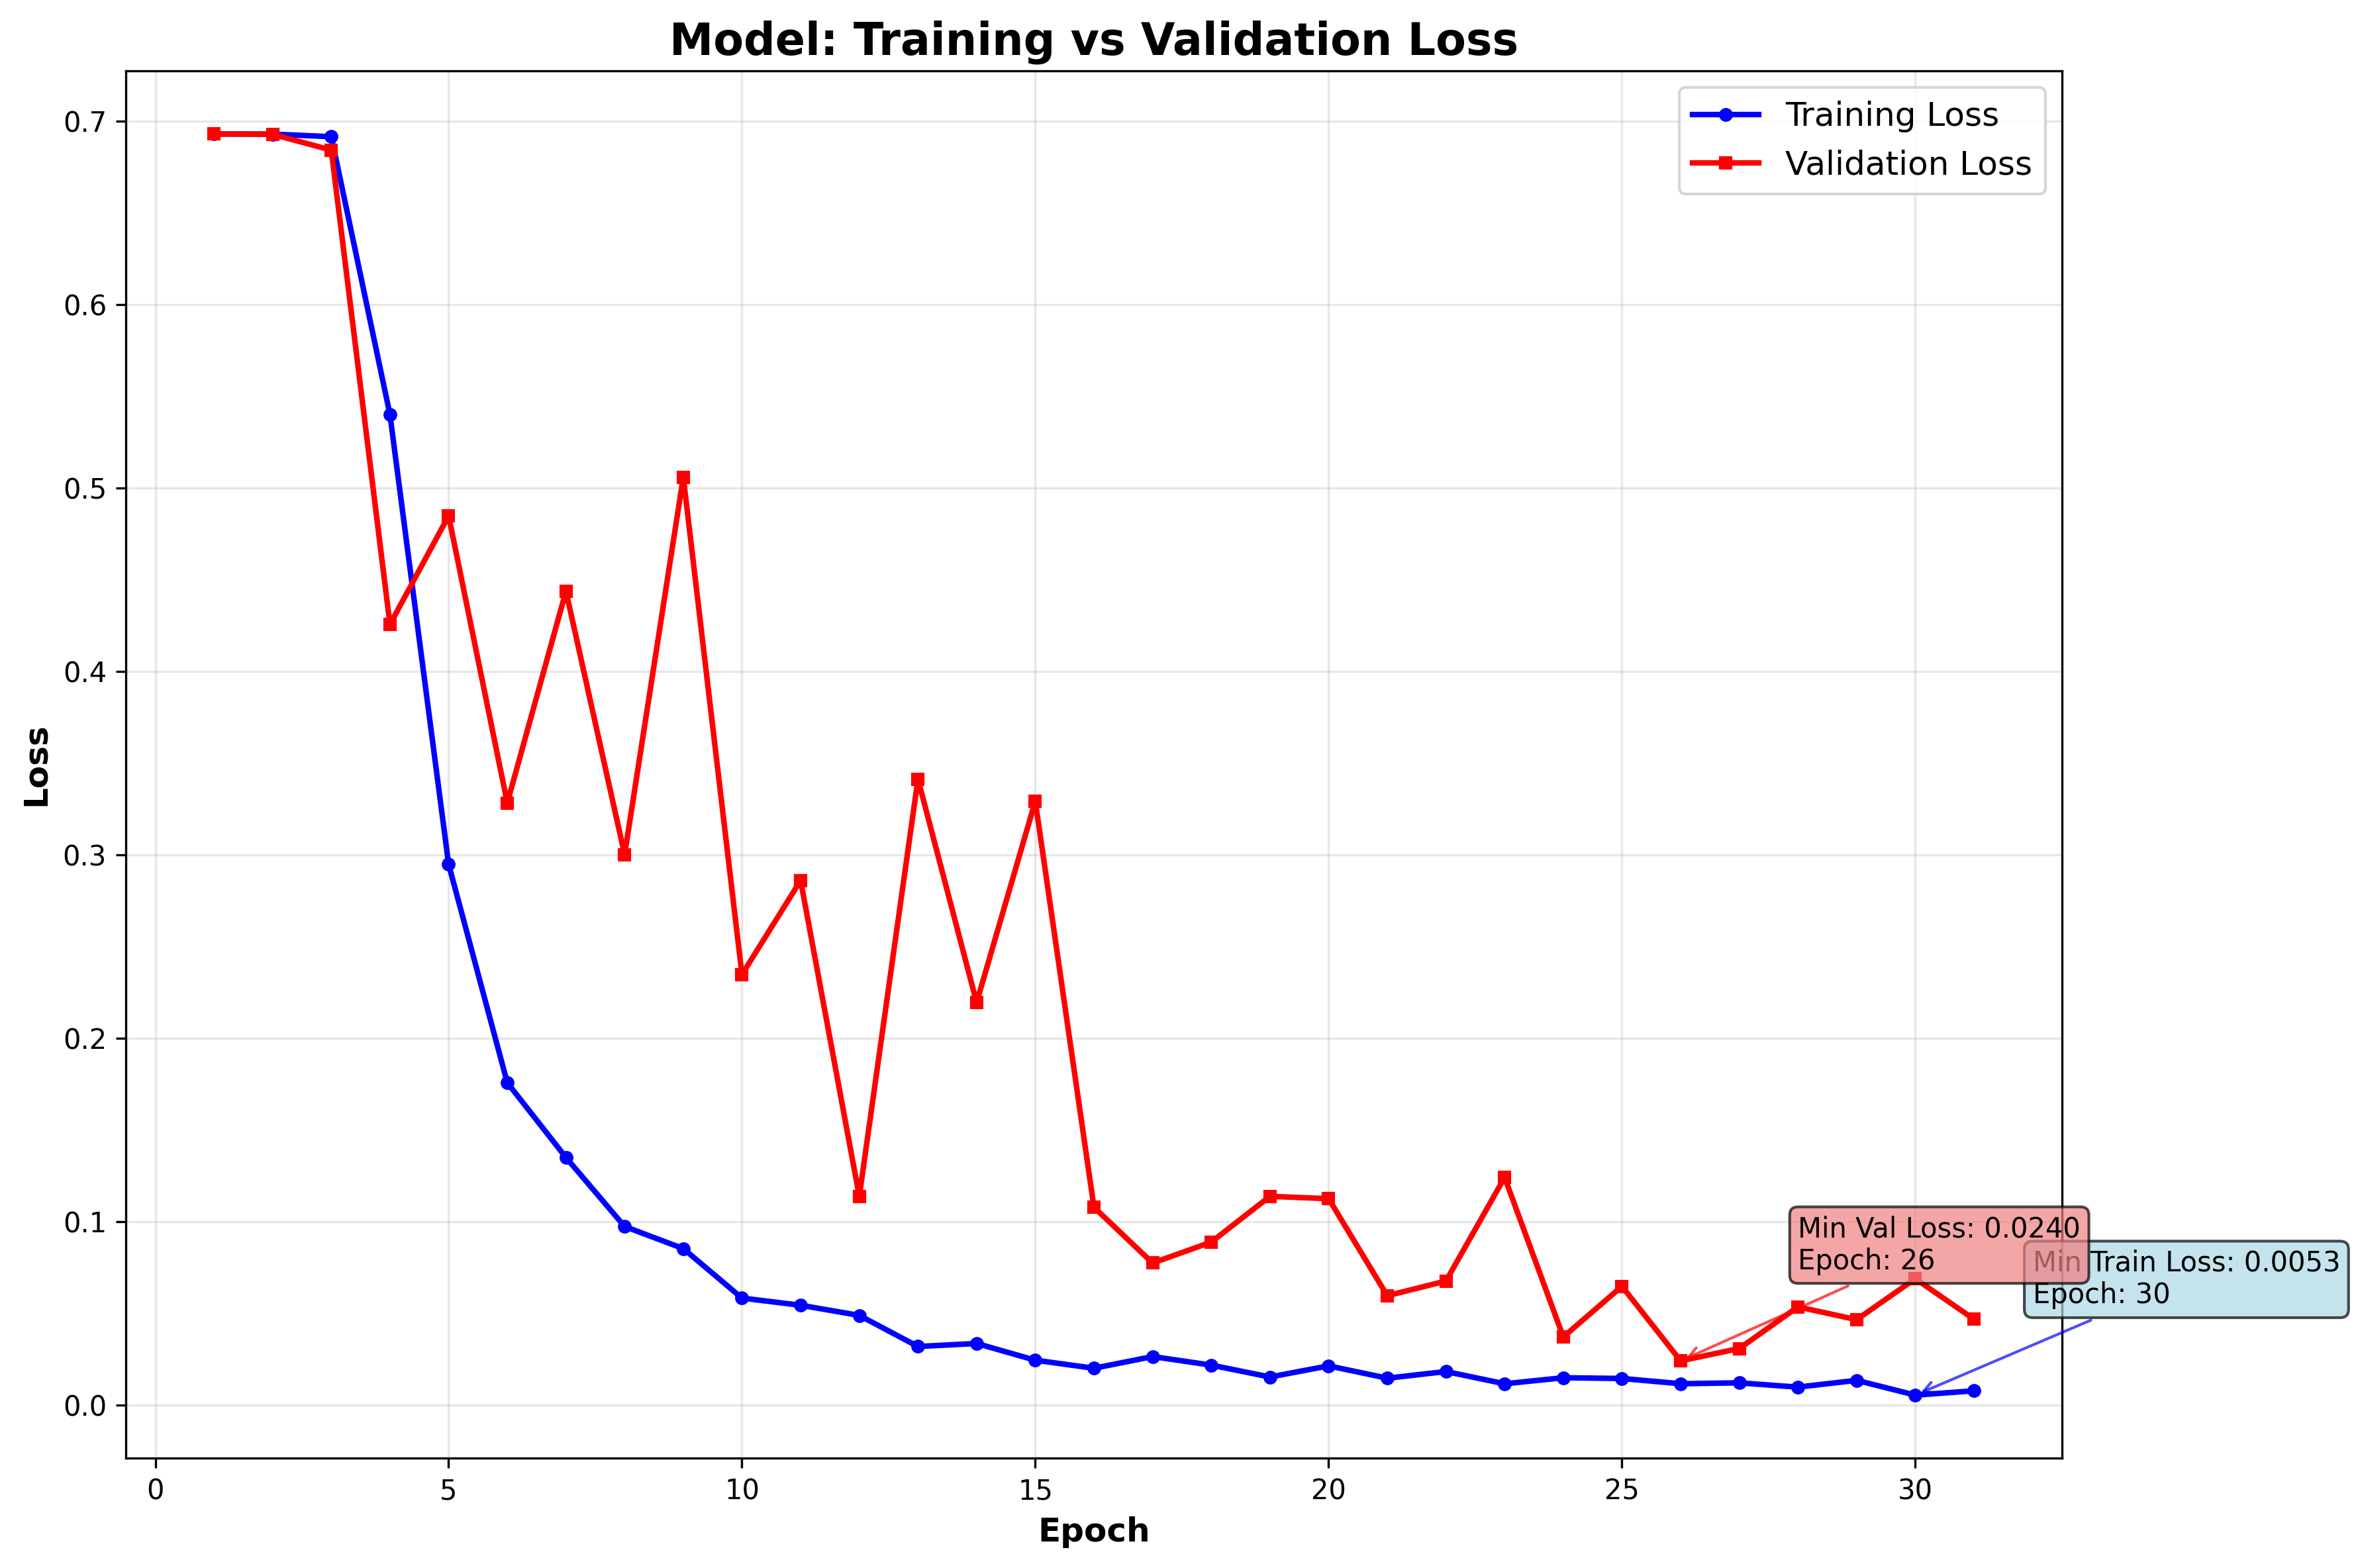 Model: Training vs Validation Loss
Training Loss
Validation Loss
0.7
0.6
0.5
0.4
0.3
0.2
0.1
0.0
Loss
Min Val Loss: 0.0240
Epoch: 26
Min Train Loss: 0.0053
Epoch: 30
0
5
10
15
20
25
30
Epoch